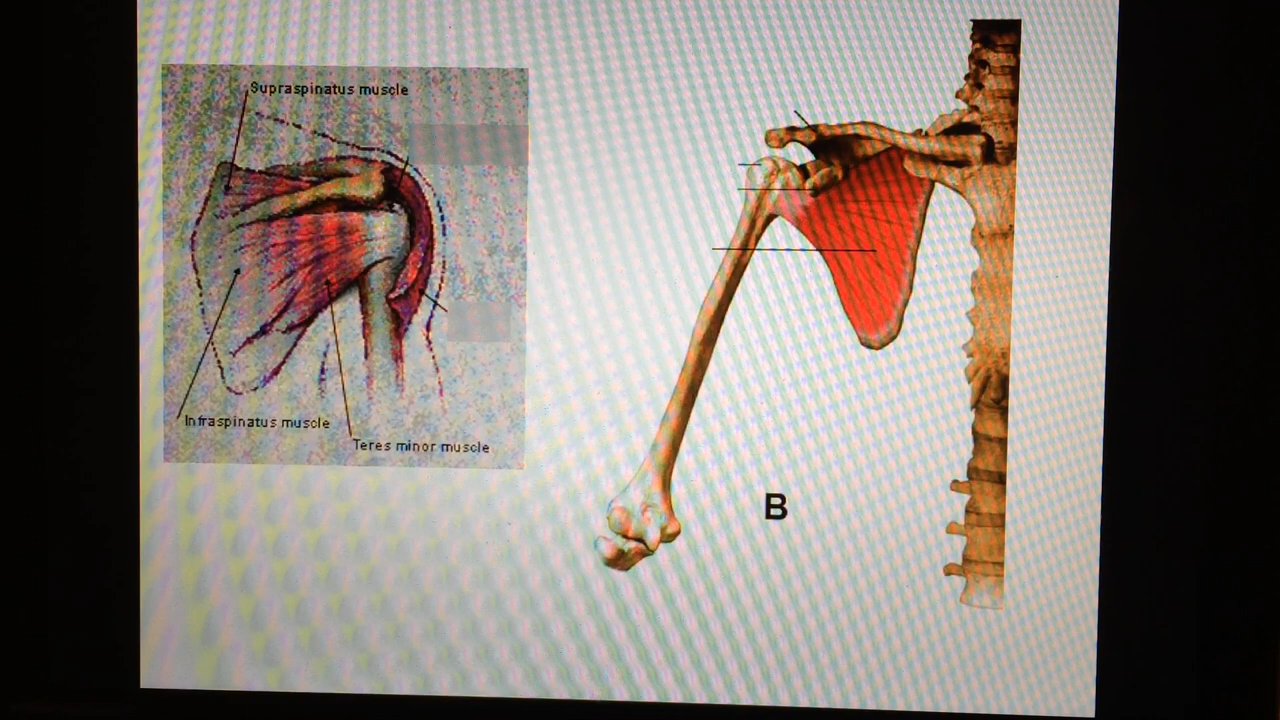 Supraspinatus muscle
Infraspinatus muscle
Teres minor muscle
B